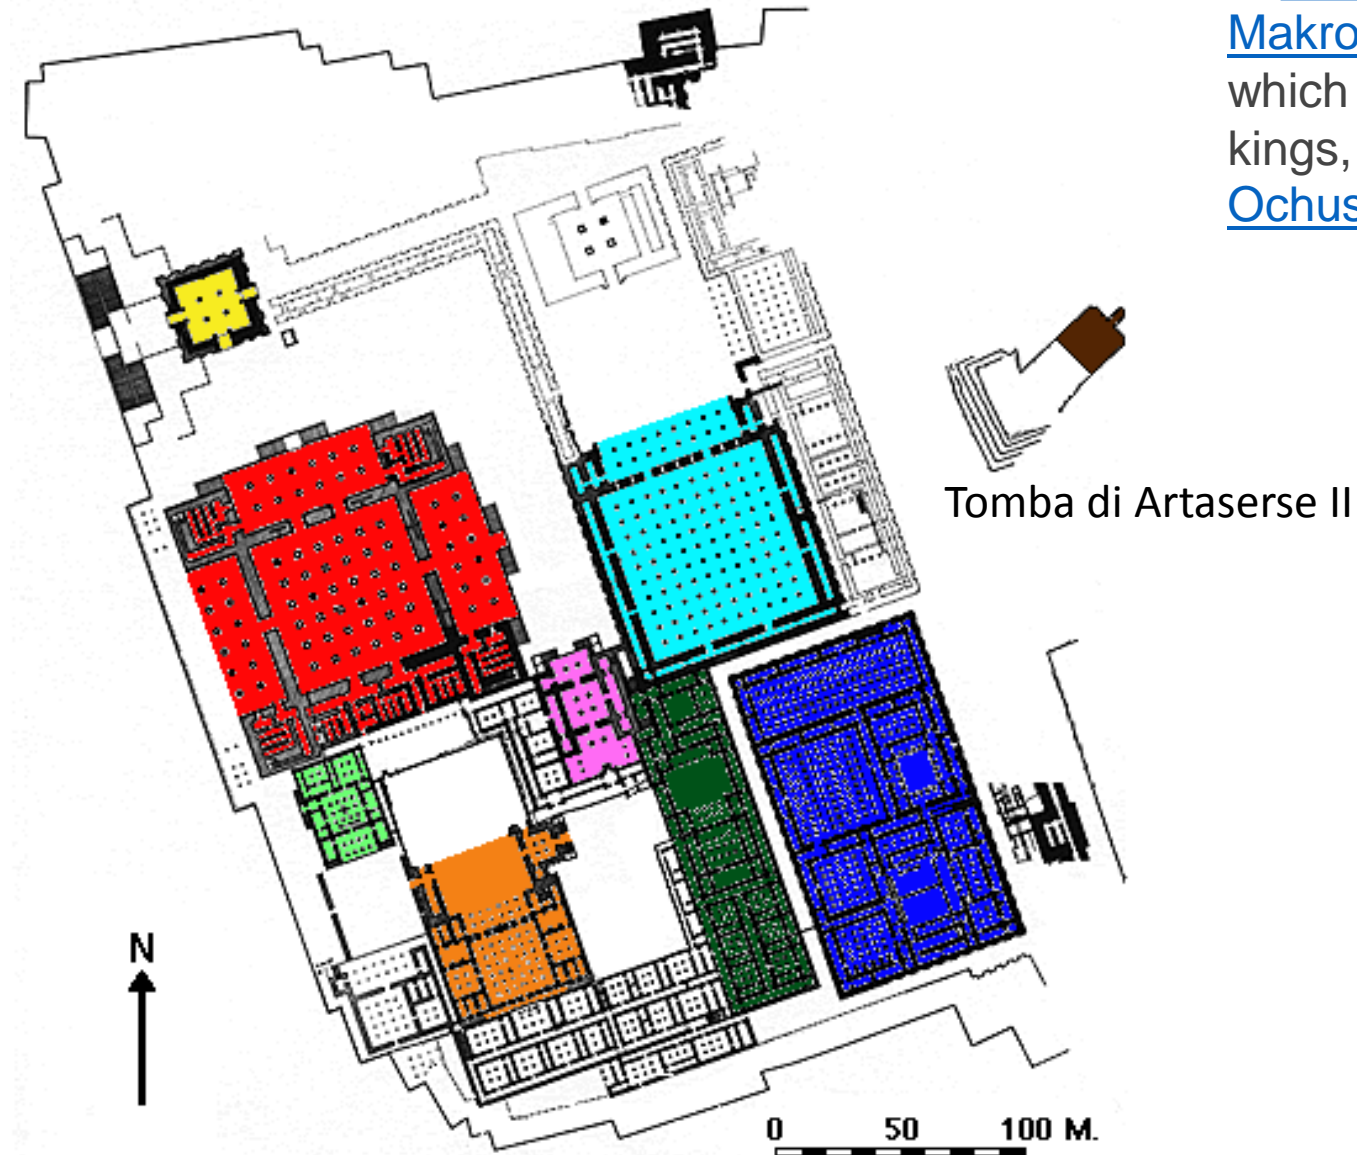 Makro
which
kings,
Ochus
Tomba di Artaserse II
N
0 50 100 M.